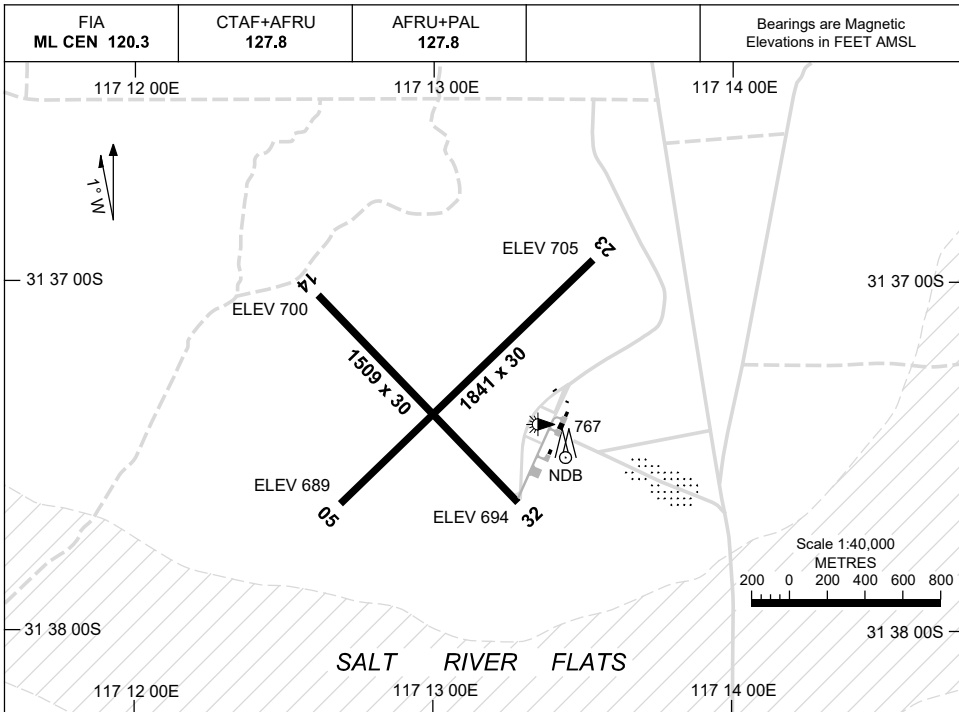 FIA
ML CEN 120.3
CTAF+AFRU
127.8
AFRU+PAL
127.8
Bearings are Magnetic
Elevations in FEET AMSL
117 12 00E
117 13 00E
117 14 00E
1° W
31 37 00S
31 37 00S
ELEV 705
23
14
ELEV 700
1509 x 30
1841 x 30
767
NDB
ELEV 689
05
ELEV 694
32
Scale 1:40,000
METRES
200 0 200 400 600 800
31 38 00S
31 38 00S
SALT RIVER FLATS
117 12 00E
117 13 00E
117 14 00E